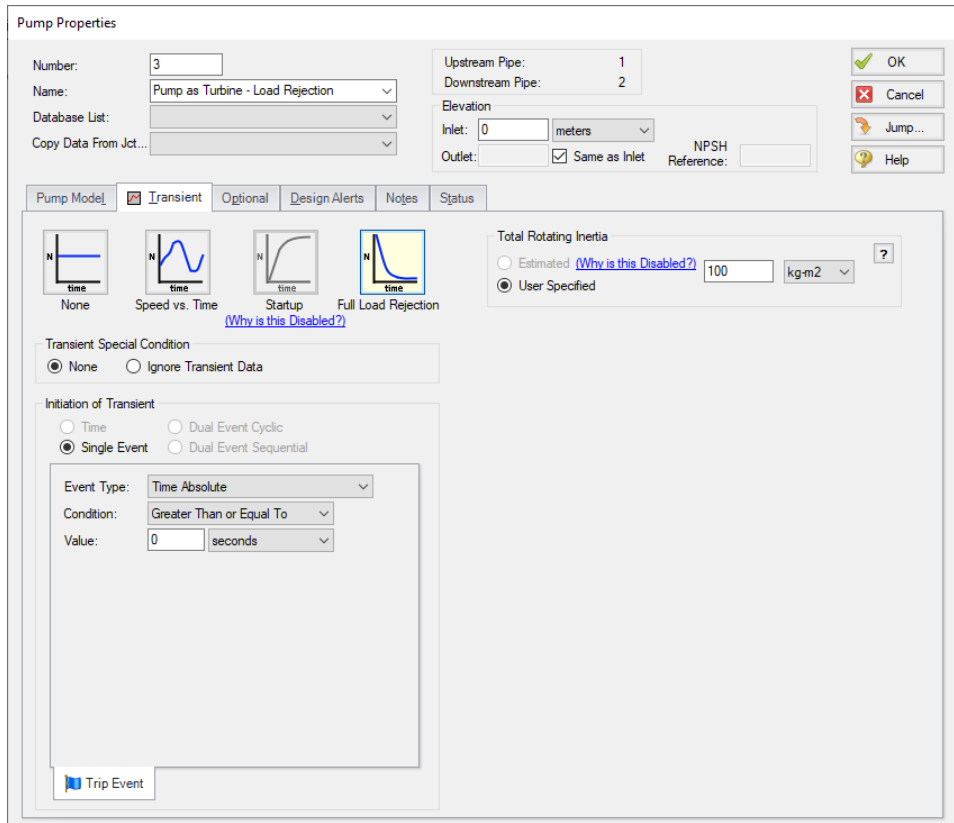 Pump Properties
Number: 3
Name: Pump as Turbine - Load Rejection
Database List:
Copy Data From Jct...
Upstream Pipe: 1
Downstream Pipe: 2
Elevation
Inlet: 0 meters
Outlet: Same as Inlet
NPSH
Reference:
OK
Cancel
Jump...
Help
Pump Model Transient Optional Design Alerts Notes Status
N time
N time
N time
N time
None Speed vs. Time Startup Full Load Rejection
(Why is this Disabled?)
Total Rotating Inertia
Estimated (Why is this Disabled?) 100 kg-m2
User Specified
?
Transient Special Condition
None Ignore Transient Data
Initiation of Transient
Time Dual Event Cyclic
Single Event Dual Event Sequential
Event Type: Time Absolute
Condition: Greater Than or Equal To
Value: 0 seconds
Trip Event